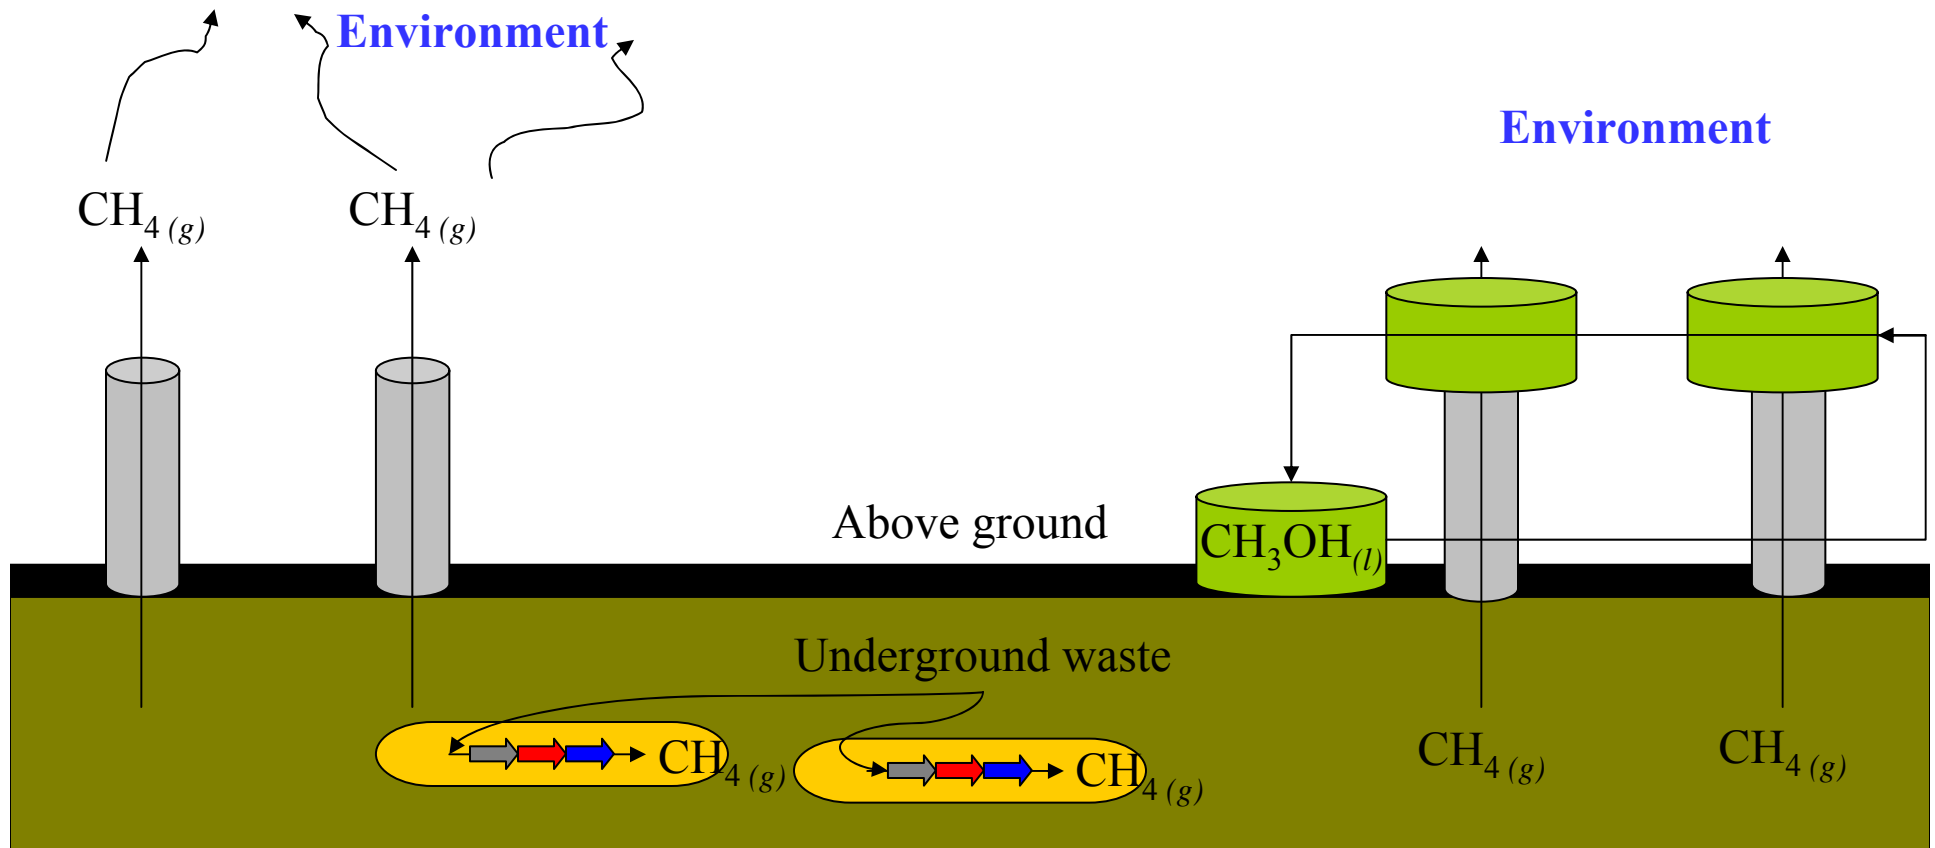 Environment
Environment
CH₄ (g)
CH₄ (g)
Above ground
CH₃OH(l)
Underground waste
CH₄ (g)
CH₄ (g)
CH₄ (g)
CH₄ (g)